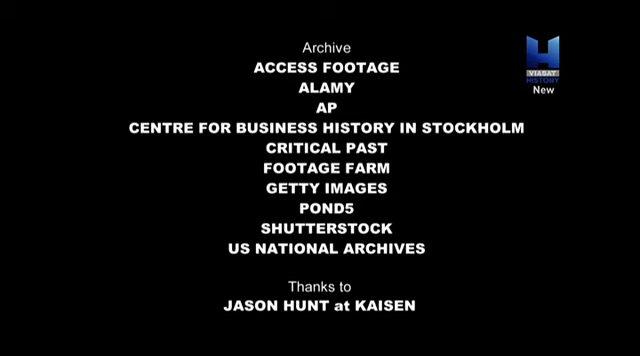 Archive
ACCESS FOOTAGE
ALAMY
AP
CENTRE FOR BUSINESS HISTORY IN STOCKHOLM
CRITICAL PAST
FOOTAGE FARM
GETTY IMAGES
POND5
SHUTTERSTOCK
US NATIONAL ARCHIVES
Thanks to
JASON HUNT at KAISEN
VIASAT
HISTORY
New